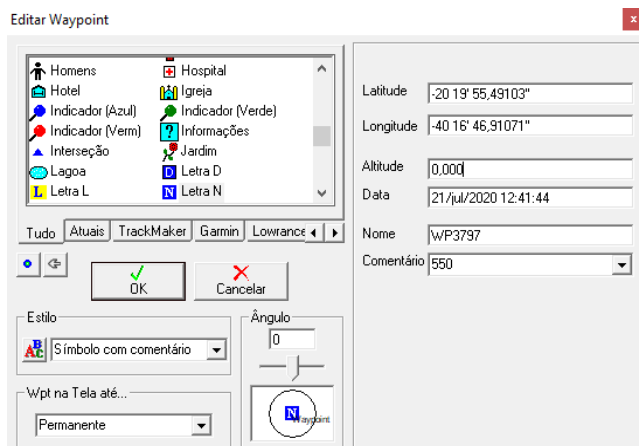 Editar Waypoint
x
Homens Hospital
Hotel Igreja
Indicador (Azul) Indicador (Verde)
Indicador (Verm) ? Informações
Interseção Jardim
Lagoa D Letra D
L Letra L N Letra N
Tudo Atuais TrackMaker Garmin Lowrance
OK Cancelar
Estilo
ABC Símbolo com comentário
Wpt na Tela até...
Permanente
Ângulo
0
N Waypoint
Latitude -20 19' 55,49103"
Longitude -40 16' 46,91071"
Altitude 0,000
Data 21/jul/2020 12:41:44
Nome WP3797
Comentário 550